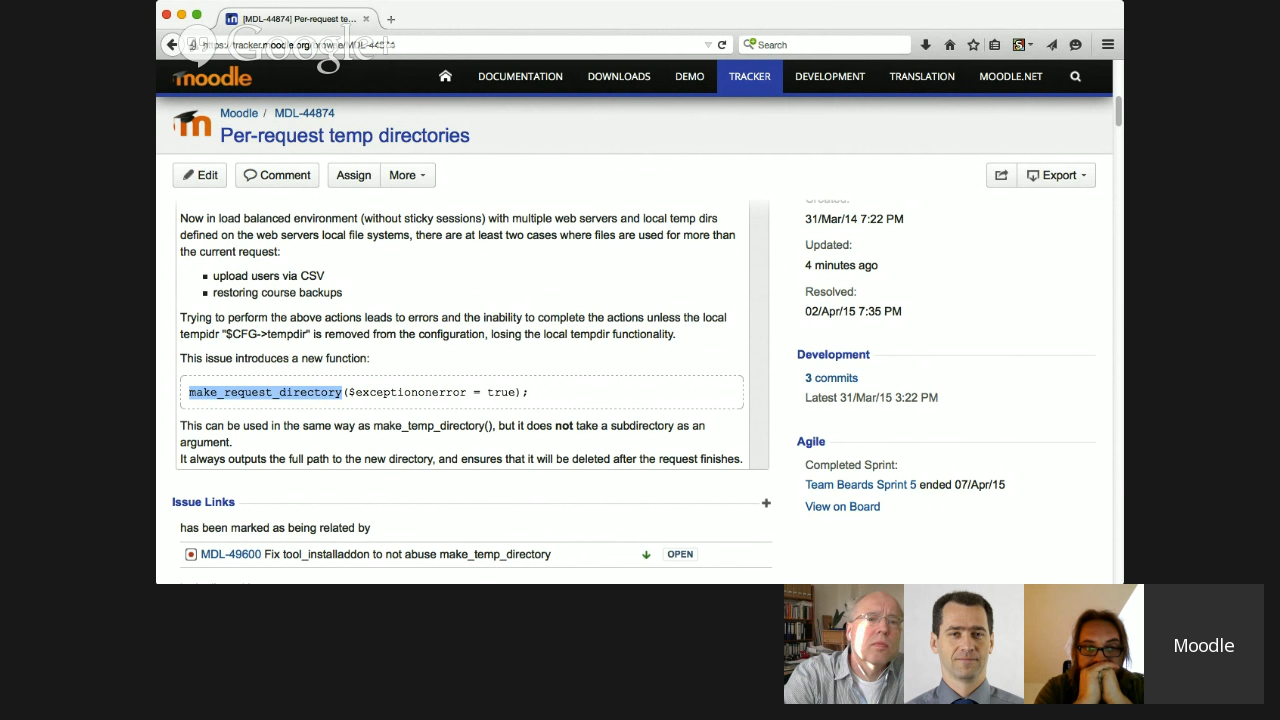 [MDL-44874] Per-request te...
Google+
https://tracker.moodle.org/browse/MDL-44874
Search
moodle
DOCUMENTATION DOWNLOADS DEMO TRACKER DEVELOPMENT TRANSLATION MOODLE.NET
Moodle / MDL-44874
Per-request temp directories
Edit Comment Assign More Export
Now in load balanced environment (without sticky sessions) with multiple web servers and local temp dirs
defined on the web servers local file systems, there are at least two cases where files are used for more than
the current request:
upload users via CSV
restoring course backups
Trying to perform the above actions leads to errors and the inability to complete the actions unless the local
tempidr "$CFG->tempdir" is removed from the configuration, losing the local tempdir functionality.
This issue introduces a new function:
make_request_directory($exceptiononerror = true);
This can be used in the same way as make_temp_directory(), but it does not take a subdirectory as an
argument.
It always outputs the full path to the new directory, and ensures that it will be deleted after the request finishes.
Issue Links
has been marked as being related by
MDL-49600 Fix tool_installaddon to not abuse make_temp_directory OPEN
Created:
31/Mar/14 7:22 PM
Updated:
4 minutes ago
Resolved:
02/Apr/15 7:35 PM
Development
3 commits
Latest 31/Mar/15 3:22 PM
Agile
Completed Sprint:
Team Beards Sprint 5 ended 07/Apr/15
View on Board
Moodle